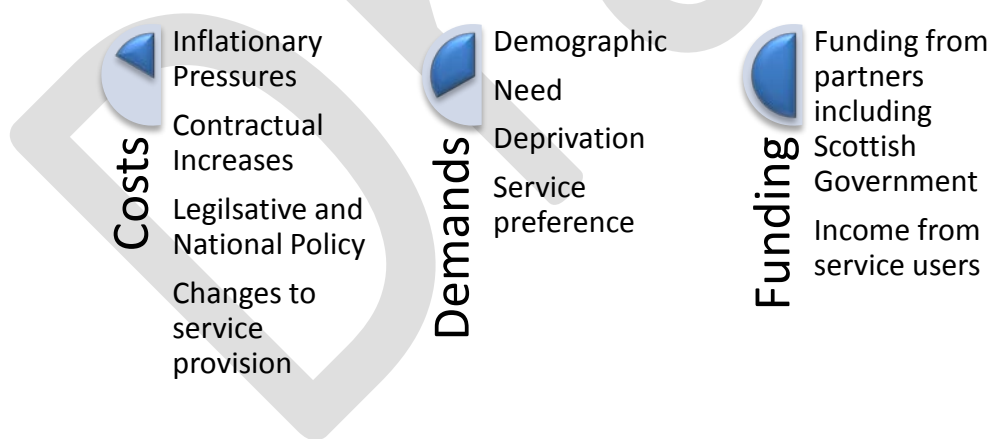 Costs
Inflationary
Pressures
Contractual
Increases
Legilsative and
National Policy
Changes to
service
provision
Demands
Demographic
Need
Deprivation
Service
preference
Funding
Funding from
partners
including
Scottish
Government
Income from
service users